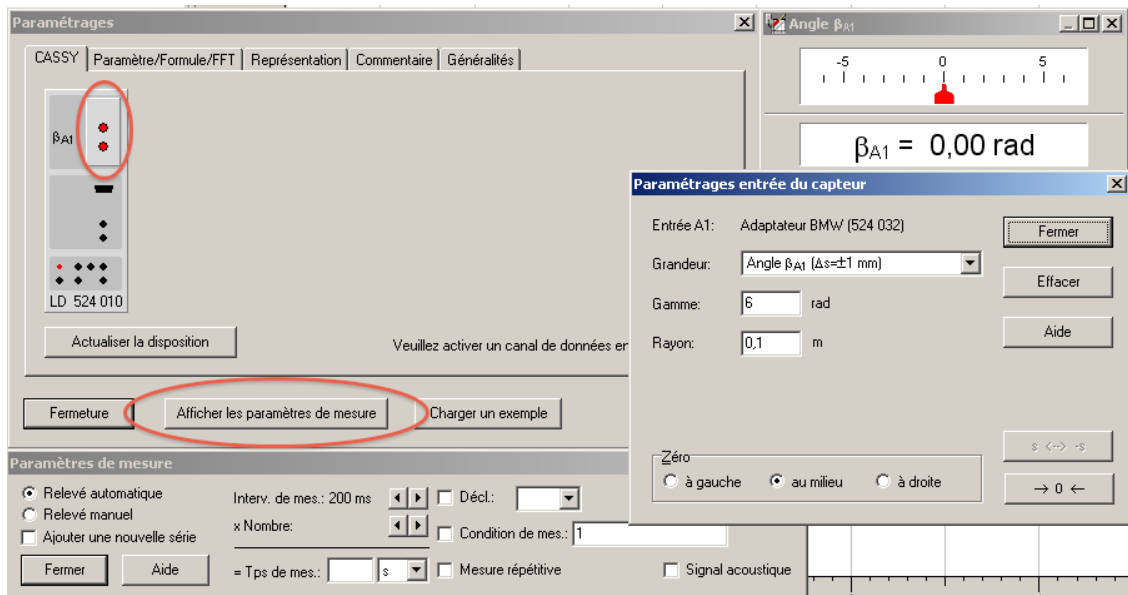 Paramétrages
CASSY
Paramètre/Formule/FFT
Représentation
Commentaire
Généralités
βA1
LD 524 010
Actualiser la disposition
Veuillez activer un canal de données en
Fermeture
Afficher les paramètres de mesure
Charger un exemple
Angle βA1
-5 0 5
βA1 = 0,00 rad
Paramétrages entrée du capteur
Entrée A1: Adaptateur BMW (524 032)
Fermer
Grandeur: Angle βA1 (Δs=±1 mm)
Effacer
Gamme: 6 rad
Aide
Rayon: 0,1 m
s <--> -s
Zéro
à gauche
au milieu
à droite
→ 0 ←
Paramètres de mesure
Relevé automatique
Relevé manuel
Ajouter une nouvelle série
Fermer
Aide
Interv. de mes.: 200 ms
x Nombre:
= Tps de mes.: s
Décl.:
Condition de mes.: 1
Mesure répétitive
Signal acoustique